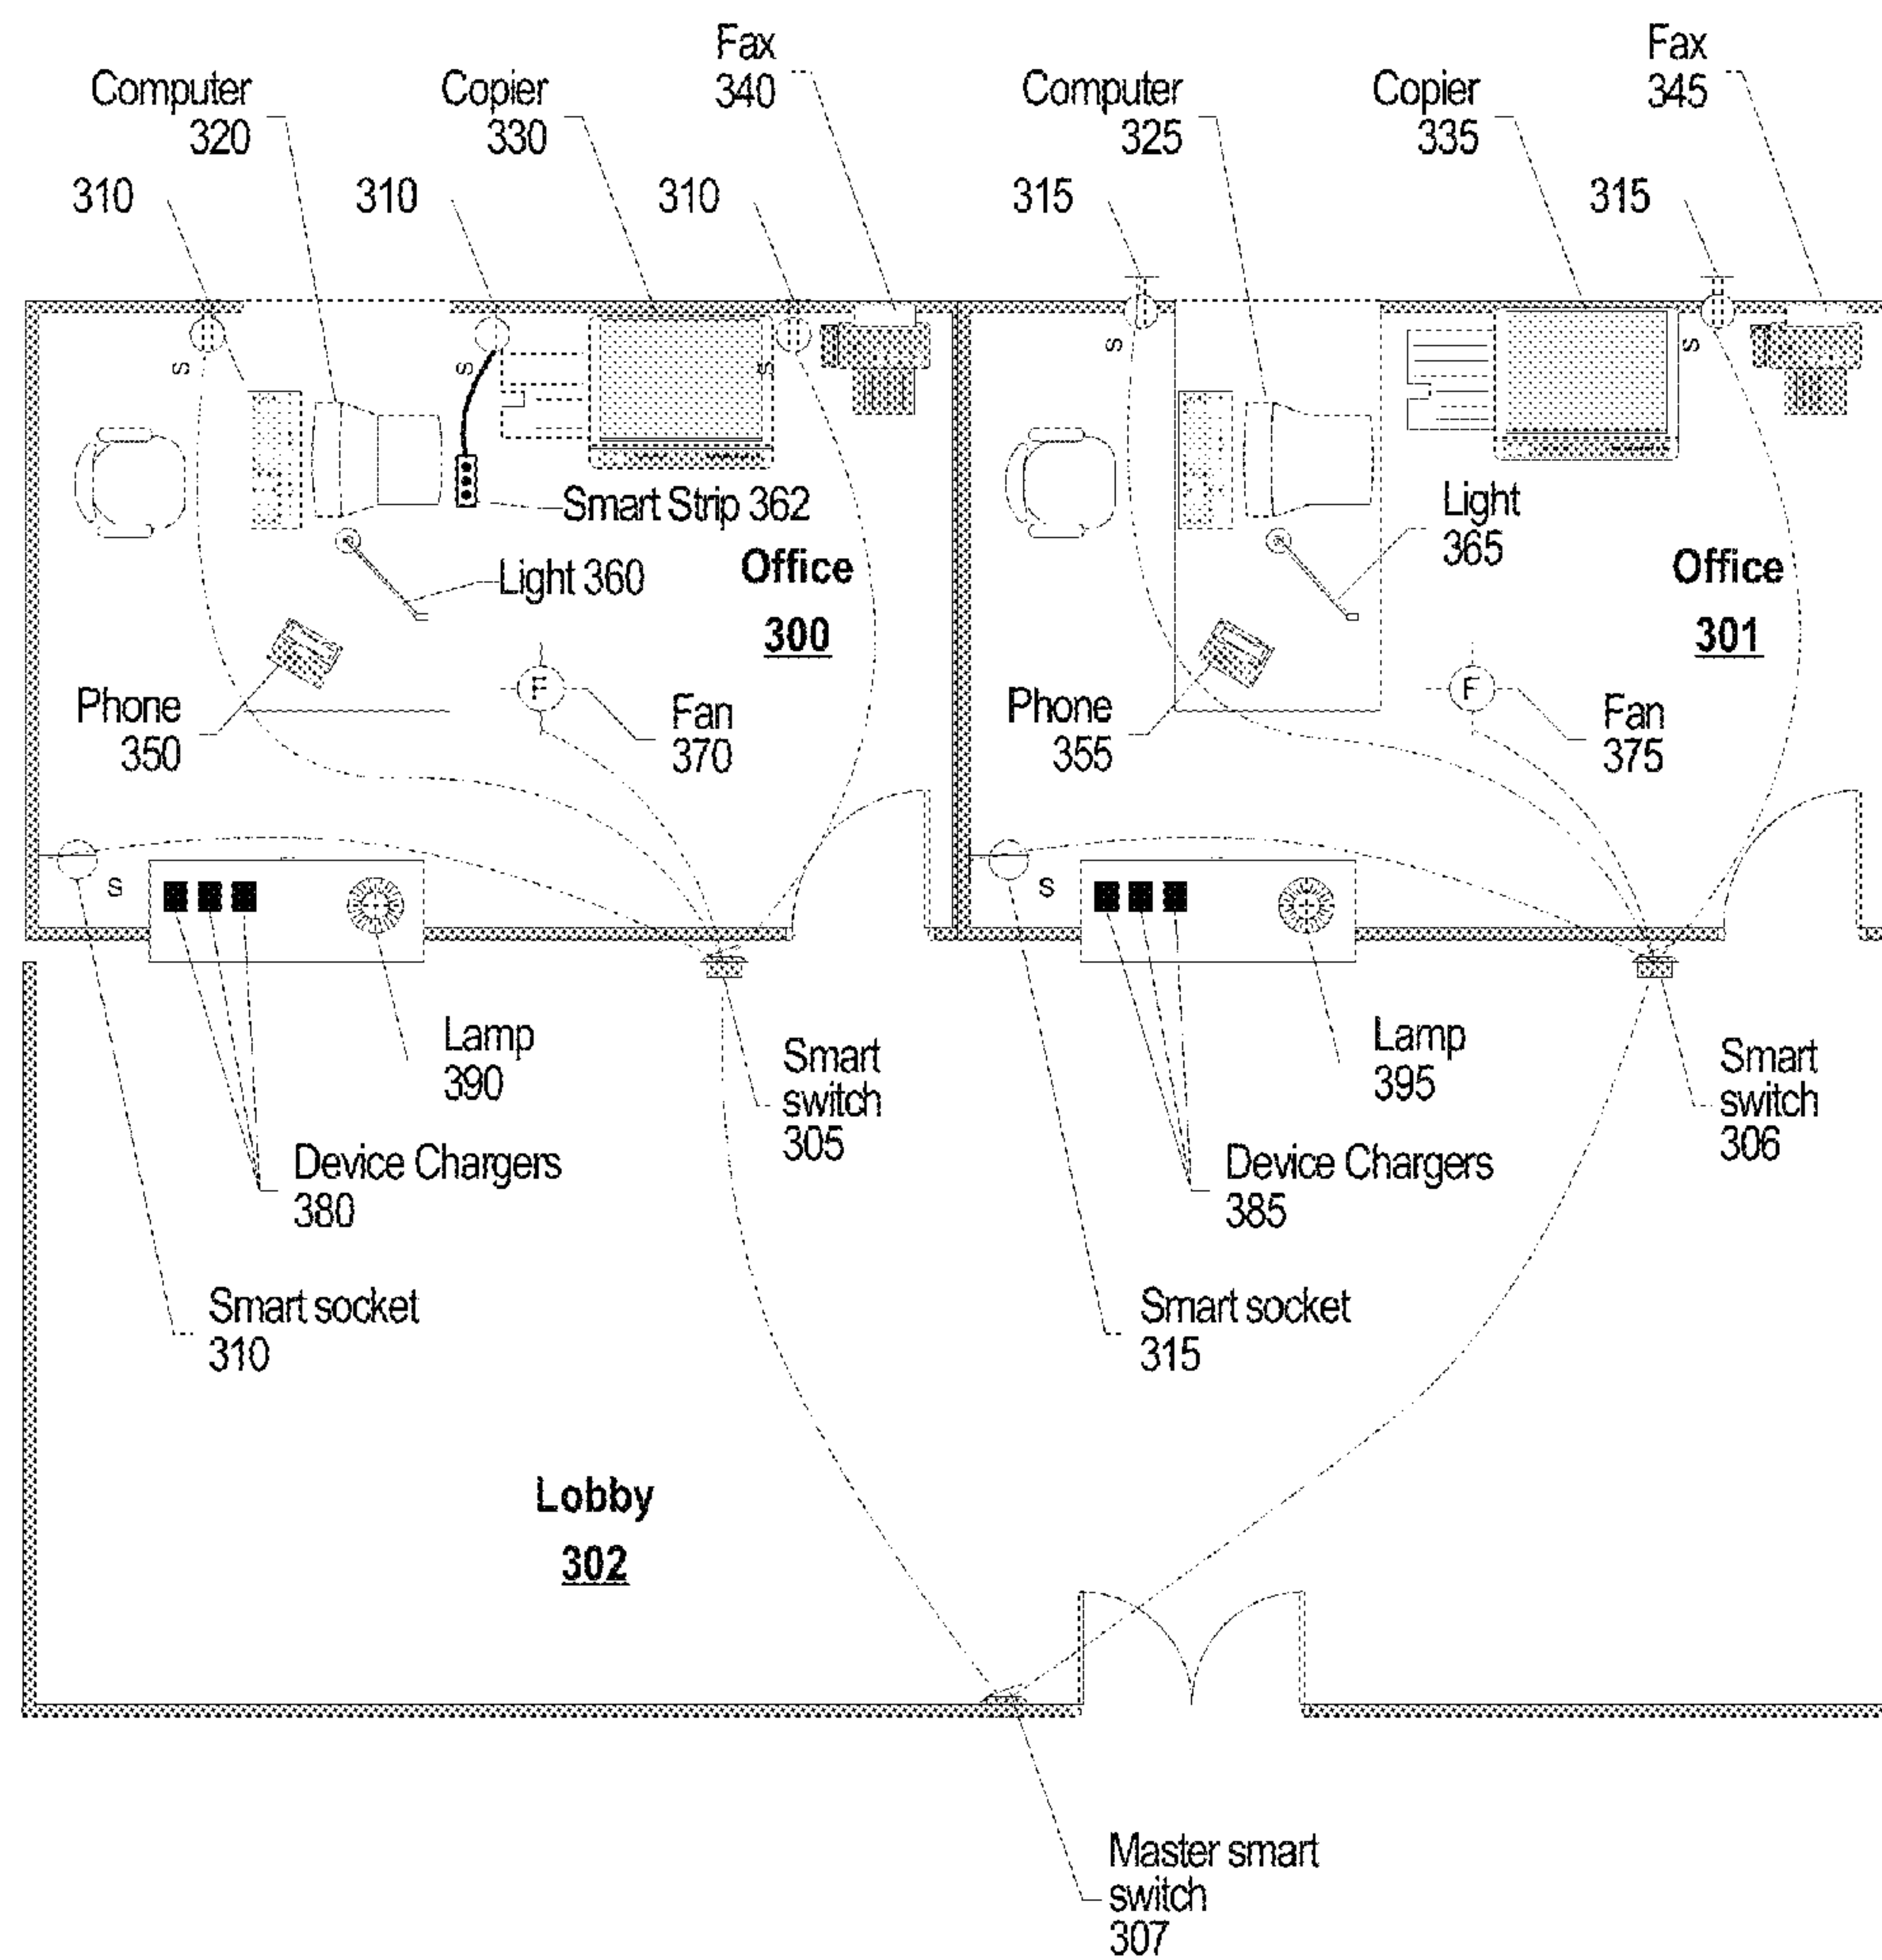 Fax
340
Fax
345
Computer
320
Copier
330
Computer
325
Copier
335
310
310
310
315
315
S
S
S
S
S
Smart Strip 362
Light
365
Light 360
Office
300
Office
301
F
F
Phone
350
Fan
370
Phone
355
Fan
375
S
S
Lamp
390
Smart
switch
305
Lamp
395
Smart
switch
306
Device Chargers
380
Device Chargers
385
Smart socket
310
Smart socket
315
Lobby
302
Master smart
switch
307